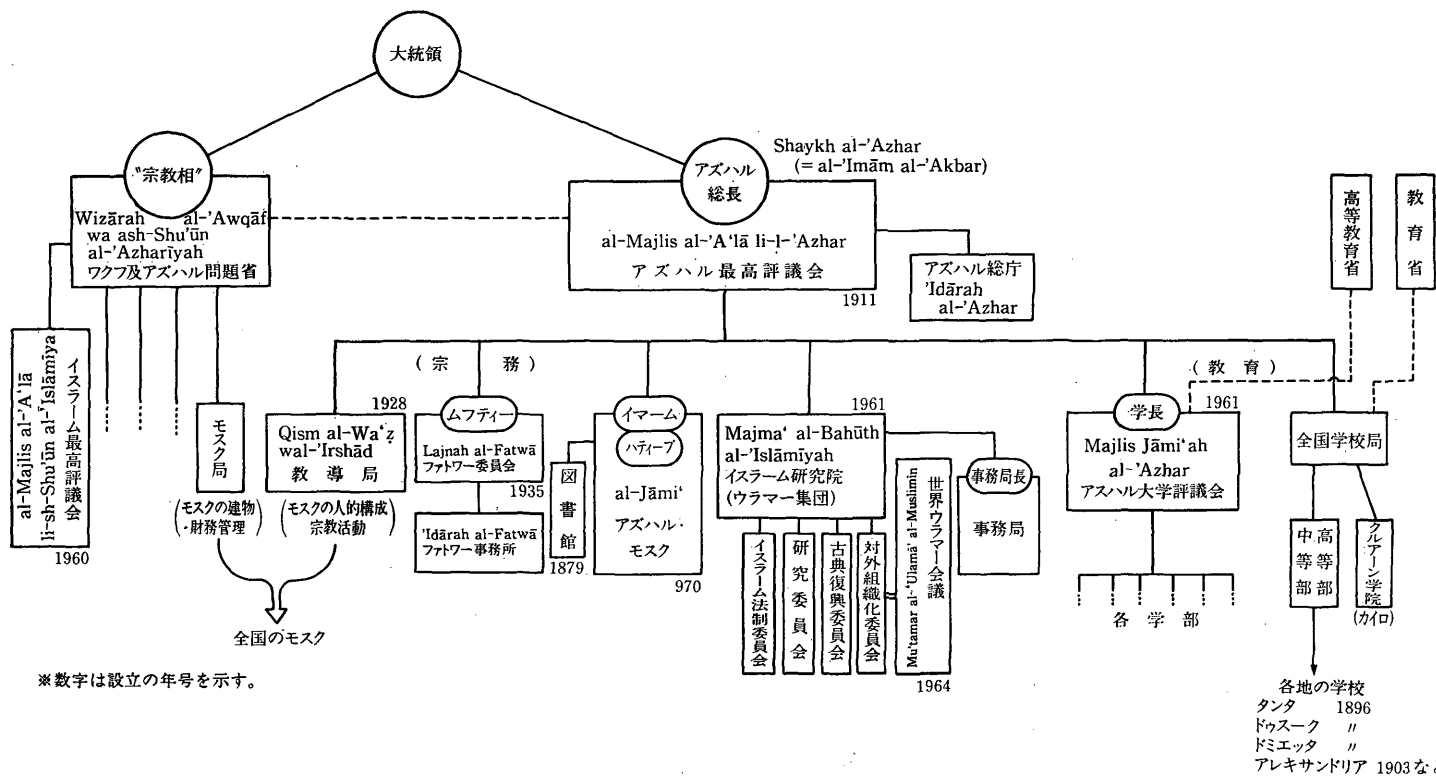 大統領
"宗教相"
Wizārah al-'Awqāf
wa ash-Shu'ūn
al-'Azharīyah
ワクフ及アズハル問題省
アズハル
総長
Shaykh al-'Azhar
(= al-'Imām al-'Akbar)
al-Majlis al-'A'lā li-l-'Azhar
アズハル最高評議会
1911
アズハル総庁
'Idārah
al-'Azhar
高等教育省
教育省
イスラーム最高評議会
al-Majlis al-A'lā
li-sh-Shu'ūn al-'Islāmīya
1960
モスク局
(モスクの建物・財務管理)
(宗務)
1928
Qism al-Wa'ẓ
wal-'Irshād
教導局
(モスクの人的構成
宗教活動)
全国のモスク
ムフティー
Lajnah al-Fatwā
ファトワー委員会
1935
'Idārah al-Fatwā
ファトワー事務所
図書館
1879
イマーム
ハティーブ
al-Jāmi'
アズハル
モスク
970
1961
Majma' al-Bahūth
al-'Islāmīyah
イスラーム研究院
(ウラマー集団)
イスラーム法制委員会
研究委員会
古典復興委員会
対外組織化委員会
世界ウラマー会議
Mu'tamar al-'Ulamā' al-Muslimin
1964
事務局長
事務局
(教育)
学長
1961
Majlis Jāmi'ah
al-'Azhar
アスハル大学評議会
各学部
全国学校局
高等部
中等部
クルアーン学院
(カイロ)
各地の学校
タンタ 1896
ドゥスーク 〃
ドミエッタ 〃
アレキサンドリア 1903な
※数字は設立の年号を示す。